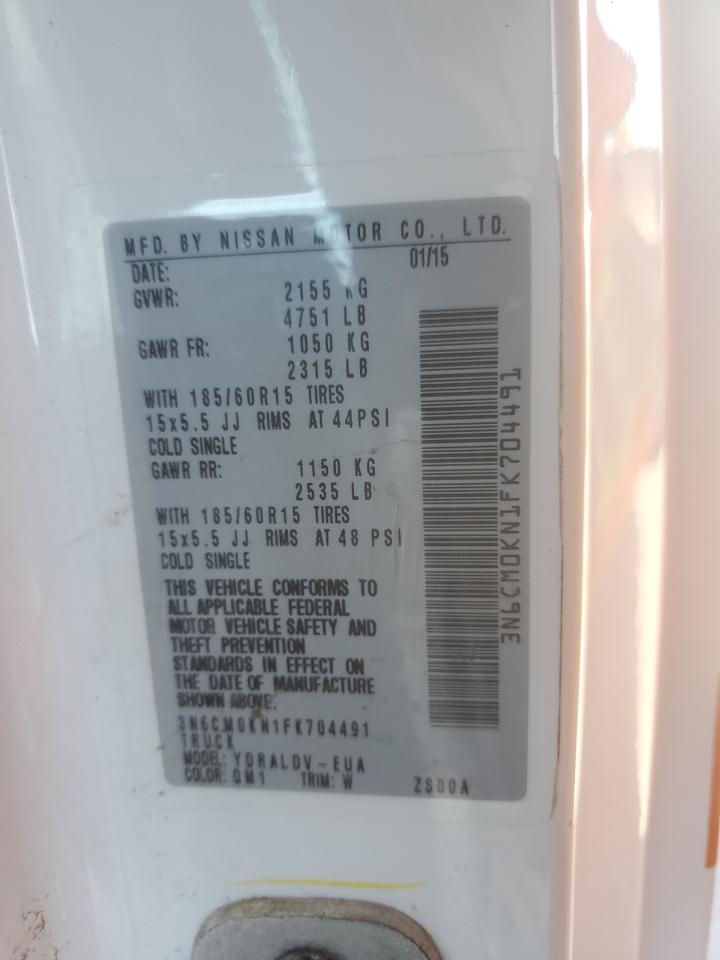 MFD. BY NISSAN MOTOR CO., LTD.
DATE: 01/15
GVWR: 2155 KG
4751 LB
GAWR FR: 1050 KG
2315 LB
WITH 185/60R15 TIRES
15x5.5 JJ RIMS AT 44PSI
COLD SINGLE
GAWR RR: 1150 KG
2535 LB
WITH 185/60R15 TIRES
15x5.5 JJ RIMS AT 48 PSI
COLD SINGLE
THIS VEHICLE CONFORMS TO
ALL APPLICABLE FEDERAL
MOTOR VEHICLE SAFETY AND
THEFT PREVENTION
STANDARDS IN EFFECT ON
THE DATE OF MANUFACTURE
SHOWN ABOVE.
3N6CM0KN1FK704491
TRUCK
MODEL: YDRALDV-EUA
COLOR: QM1 TRIM: W ZS00A
3N6CM0KN1FK704491